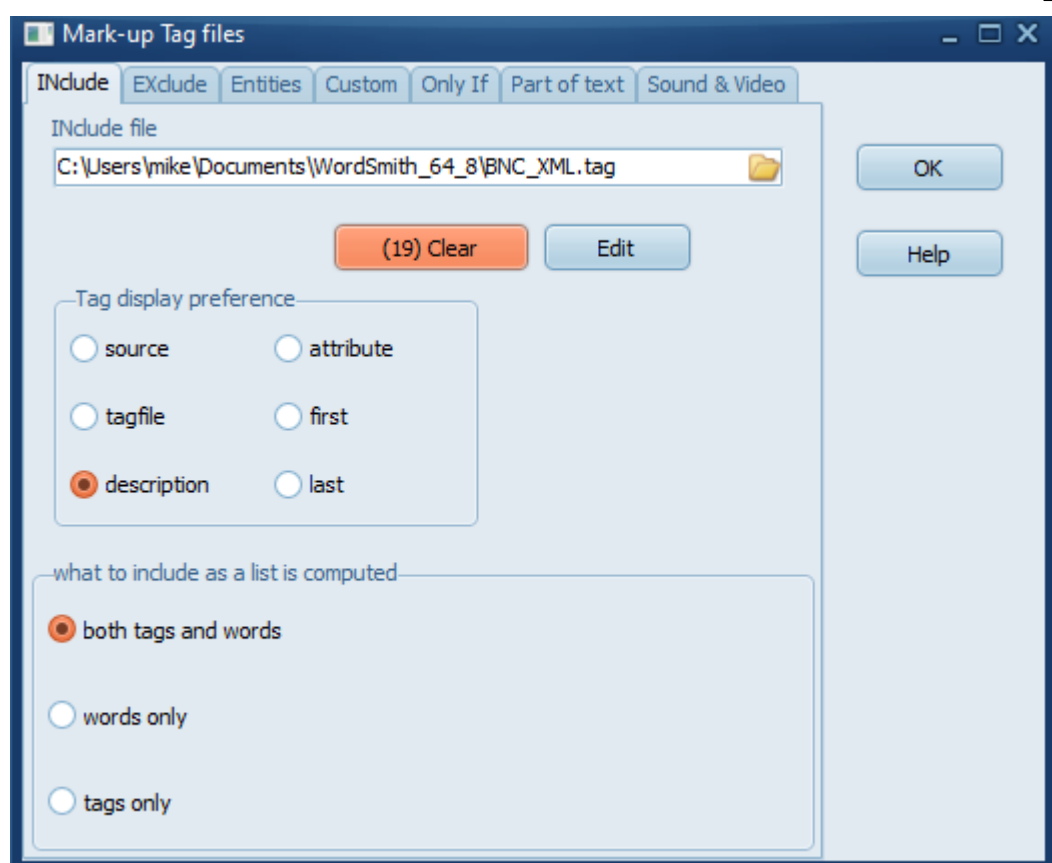 Mark-up Tag files
INclude EXclude Entities Custom Only If Part of text Sound & Video
INclude file
C:\Users\mike\Documents\WordSmith_64_8\BNC_XML.tag
OK
(19) Clear Edit
Help
Tag display preference
source attribute
tagfile first
description last
what to include as a list is computed
both tags and words
words only
tags only